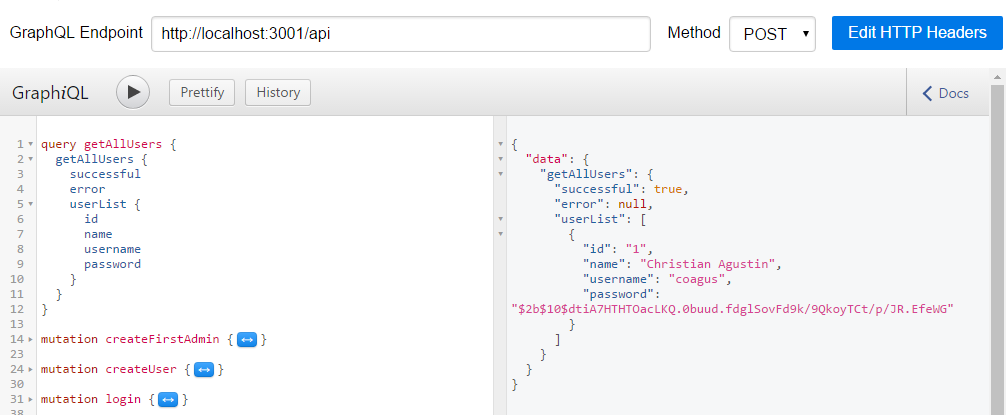 GraphQL Endpoint http://localhost:3001/api Method POST Edit HTTP Headers
GraphiQL Prettify History Docs
1 query getAllUsers {
2 getAllUsers {
3 successful
4 error
5 userList {
6 id
7 name
8 username
9 password
10 }
11 }
12 }
13
14 mutation createFirstAdmin { }
23
24 mutation createUser { }
30
31 mutation login { }
38
{
"data": {
"getAllUsers": {
"successful": true,
"error": null,
"userList": [
{
"id": "1",
"name": "Christian Agustin",
"username": "coagus",
"password":
"$2b$10$dtiA7HTHTOacLKQ.0buud.fdglSovFd9k/9QkoyTCt/p/JR.EfeWG"
}
]
}
}
}